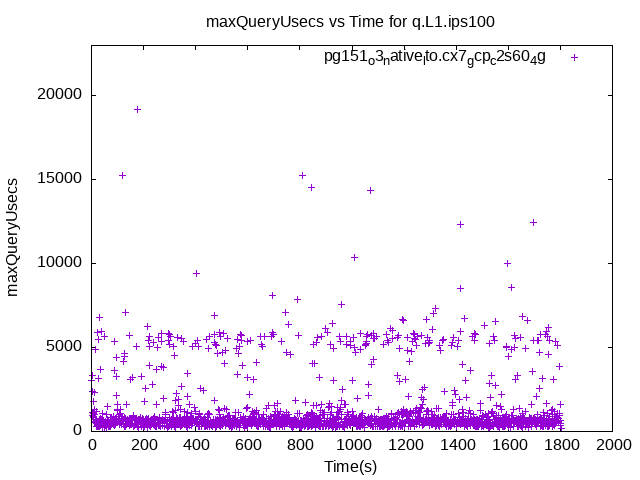 maxQueryUsecs vs Time for q.L1.ips100
pg151o3native_lto.cx7gcpc2s604g
20000
15000
10000
5000
0
maxQueryUsecs
0 200 400 600 800 1000 1200 1400 1600 1800 2000
Time(s)